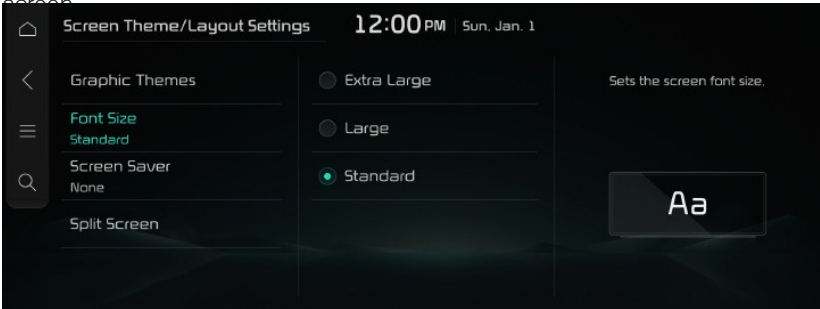 screen.
Screen Theme/Layout Settings
12:00 PM Sun, Jan. 1
Graphic Themes
Font Size
Standard
Screen Saver
None
Split Screen
Extra Large
Large
Standard
Sets the screen font size.
Aa